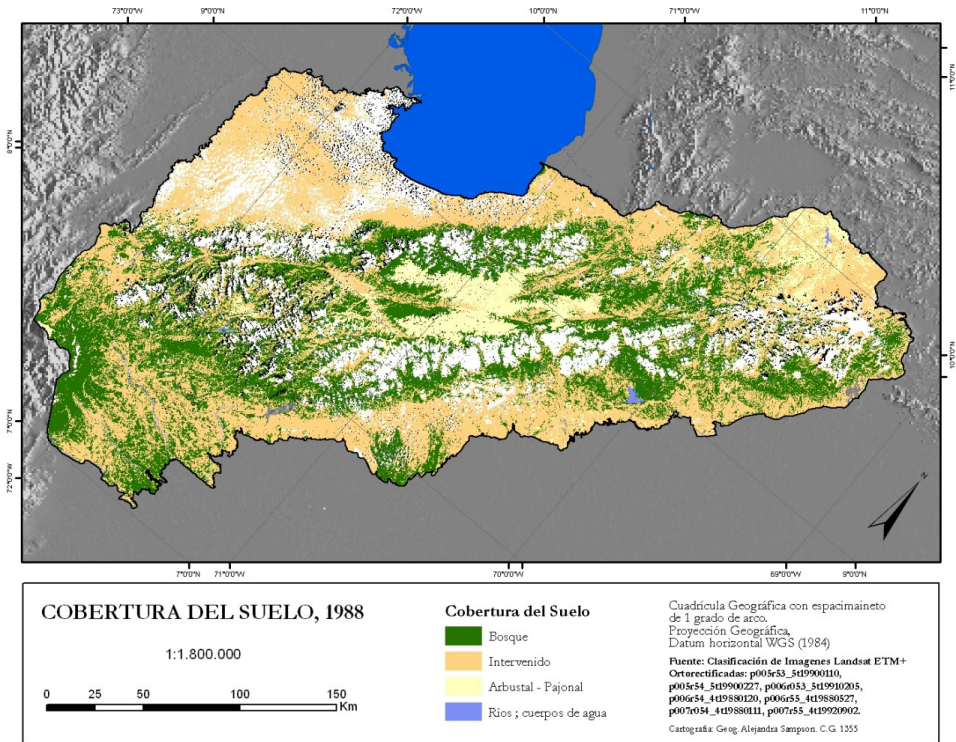 73°0'0"W 9°0'0"N 72°0'0"W 10°0'0"N 71°0'0"W 11°0'0"N
11°0'0"N
8°0'0"N
10°0'0"N
7°0'0"N
72°0'0"W
N
7°0'0"N 71°0'0"W 70°0'0"W 69°0'0"W 9°0'0"N
COBERTURA DEL SUELO, 1988
1:1.800.000
0 25 50 100 150
Km
Cobertura del Suelo
Bosque
Intervenido
Arbustal - Pajonal
Rios ; cuerpos de agua
Cuadrícula Geográfica con espacimaineto
de 1 grado de arco.
Proyección Geográfica,
Datum horizontal WGS (1984)
Fuente: Clasificación de Imagenes Landsat ETM+
Ortorectificadas: p005r53_5t19900110,
p005r54_5t19900227, p006r053_5t19910205,
p006r54_4t19880120, p006r55_4t19880527,
p007r054_4t19880111, p007r55_4t19920902.
Cartografía: Geog. Alejandra Sampson. C.G. 1355